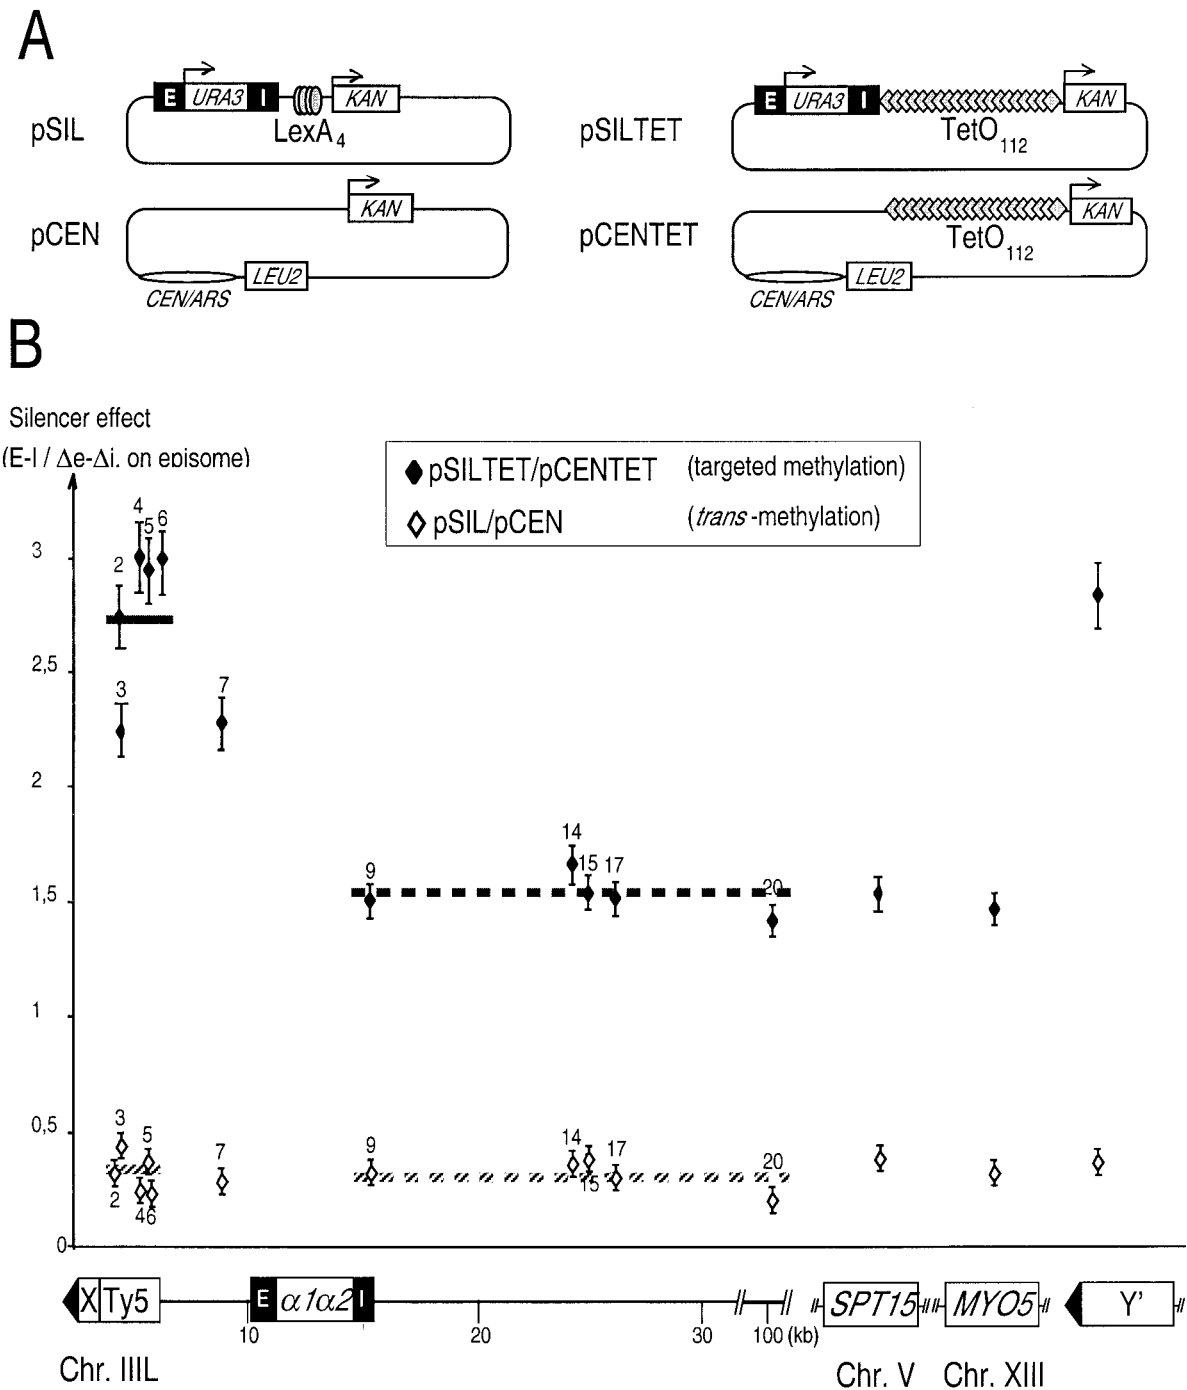 A
E URA3 I KAN
pSIL LexA4
E URA3 I KAN
pSILTET TetO112
KAN
pCEN
LEU2
CEN/ARS
KAN
pCENTET TetO112
LEU2
CEN/ARS
B
Silencer effect
(E-I / Δe-Δi, on episome)
pSILTET/pCENTET (targeted methylation)
pSIL/pCEN (trans-methylation)
4 5 6
3
2
2,5
3 7
2
14
9 15 17
20
1,5
1
0,5
3 5 7 9 14 17 20
2 4 6 15
0
X Ty5 E α1α2 I SPT15 MYO5 Y'
10 20 30 100 (kb)
Chr. IIIL Chr. V Chr. XIII